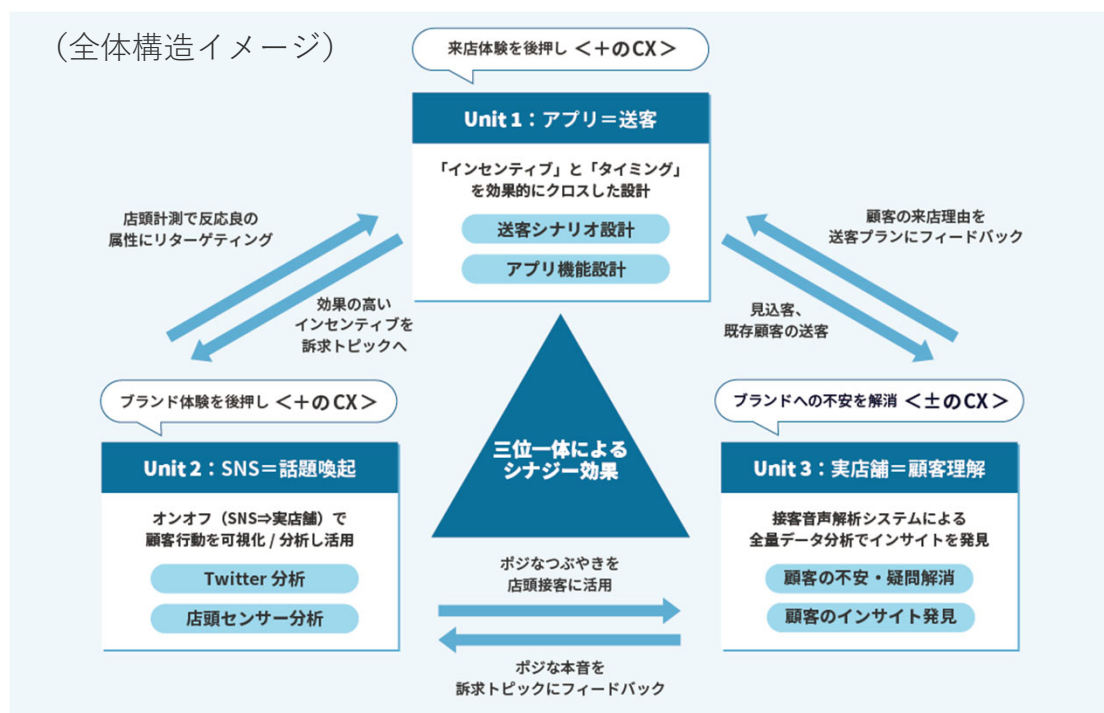 （全体構造イメージ）
来店体験を後押し ＜＋のCX＞
Unit 1：アプリ＝送客
「インセンティブ」と「タイミング」
を効果的にクロスした設計
送客シナリオ設計
アプリ機能設計
店頭計測で反応良の
属性にリターゲティング
効果の高い
インセンティブを
訴求トピックへ
顧客の来店理由を
送客プランにフィードバック
見込客、
既存顧客の送客
ブランド体験を後押し ＜＋のCX＞
Unit 2：SNS＝話題喚起
オンオフ（SNS⇒実店舗）で
顧客行動を可視化 / 分析し活用
Twitter 分析
店頭センサー分析
三位一体による
シナジー効果
ブランドへの不安を解消 ＜±のCX＞
Unit 3：実店舗＝顧客理解
接客音声解析システムによる
全量データ分析でインサイトを発見
顧客の不安・疑問解消
顧客のインサイト発見
ポジなつぶやきを
店頭接客に活用
ポジな本音を
訴求トピックにフィードバック